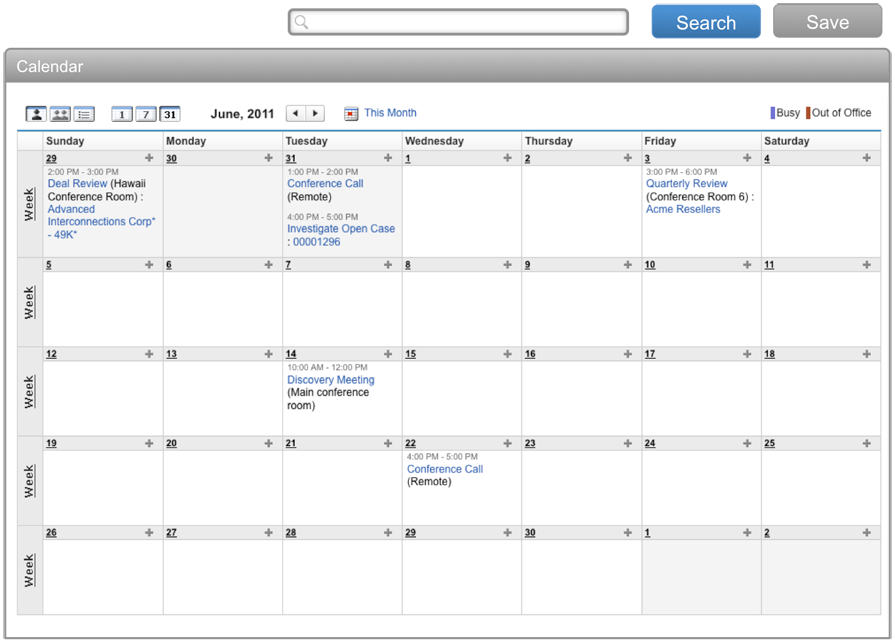 Search Save
Calendar
1 7 31 June, 2011 This Month Busy Out of Office
Sunday Monday Tuesday Wednesday Thursday Friday Saturday
29 + 30 + 31 + 1 + 2 + 3 + 4 +
Week
2:00 PM - 3:00 PM
Deal Review (Hawaii
Conference Room) :
Advanced
Interconnections Corp*
- 49K*
1:00 PM - 2:00 PM
Conference Call
(Remote)
4:00 PM - 5:00 PM
Investigate Open Case
: 00001296
3:00 PM - 6:00 PM
Quarterly Review
(Conference Room 6) :
Acme Resellers
5 + 6 + 7 + 8 + 9 + 10 + 11 +
Week
12 + 13 + 14 + 15 + 16 + 17 + 18 +
Week
10:00 AM - 12:00 PM
Discovery Meeting
(Main conference
room)
19 + 20 + 21 + 22 + 23 + 24 + 25 +
Week
4:00 PM - 5:00 PM
Conference Call
(Remote)
26 + 27 + 28 + 29 + 30 + 1 + 2 +
Week